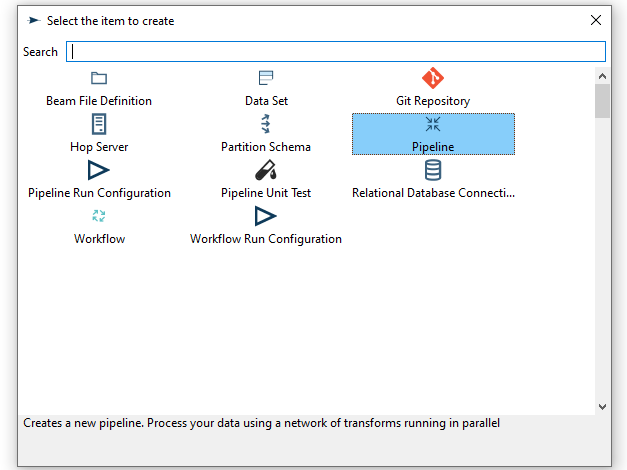 Select the item to create
Search
Beam File Definition
Data Set
Git Repository
Hop Server
Partition Schema
Pipeline
Pipeline Run Configuration
Pipeline Unit Test
Relational Database Connecti...
Workflow
Workflow Run Configuration
Creates a new pipeline. Process your data using a network of transforms running in parallel